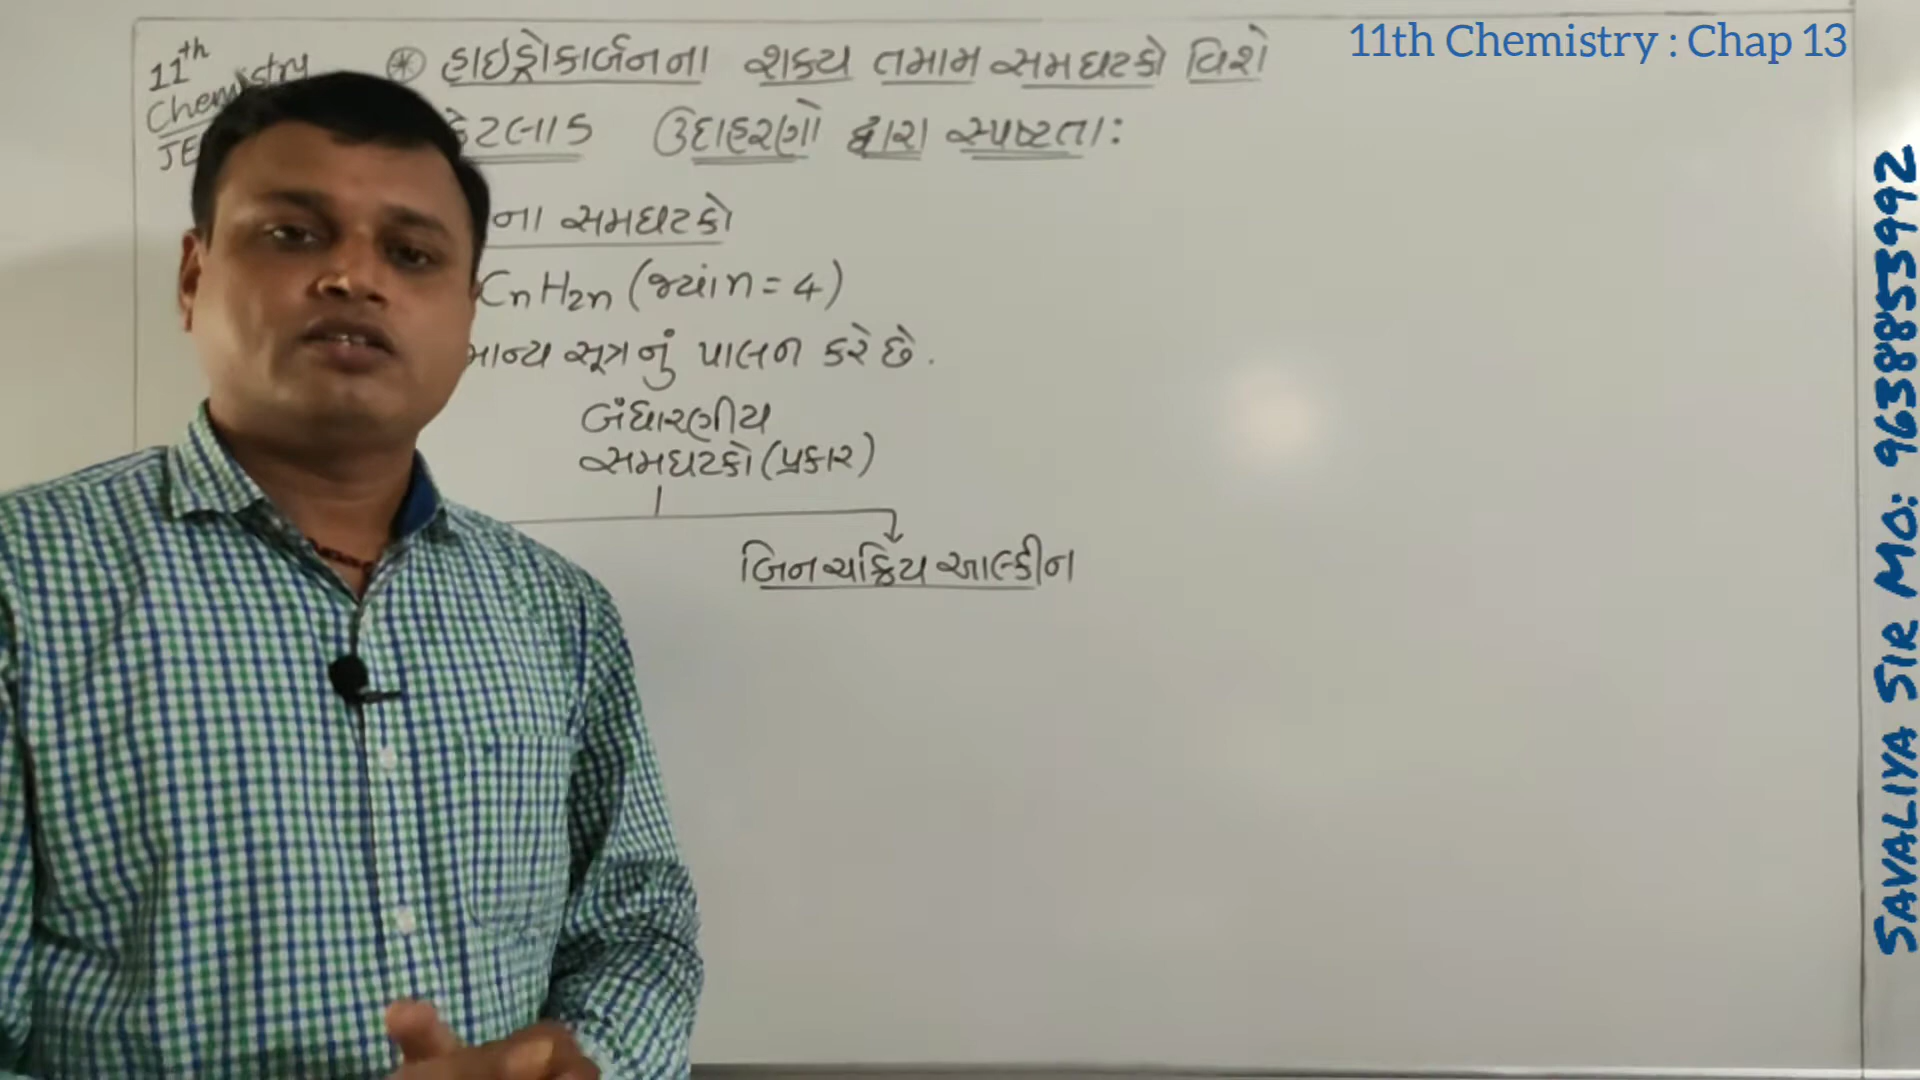 11th Chemistry : Chap 13
11th
Chemistry
JE
હાઇડ્રોકાર્બનના શક્ય તમામ સમઘટકો વિશે
કેટલાક ઉદાહરણો દ્વારા સ્પષ્ટતા:
ના સમઘટકો
CnH2n (જ્યાં n = 4)
માન્ય સૂત્રનું પાલન કરે છે.
બંધારણીય
સમઘટકો (પ્રકાર)
બિનચક્રિય આલ્કીન
SAVALIYA SIR MO: 9638853992